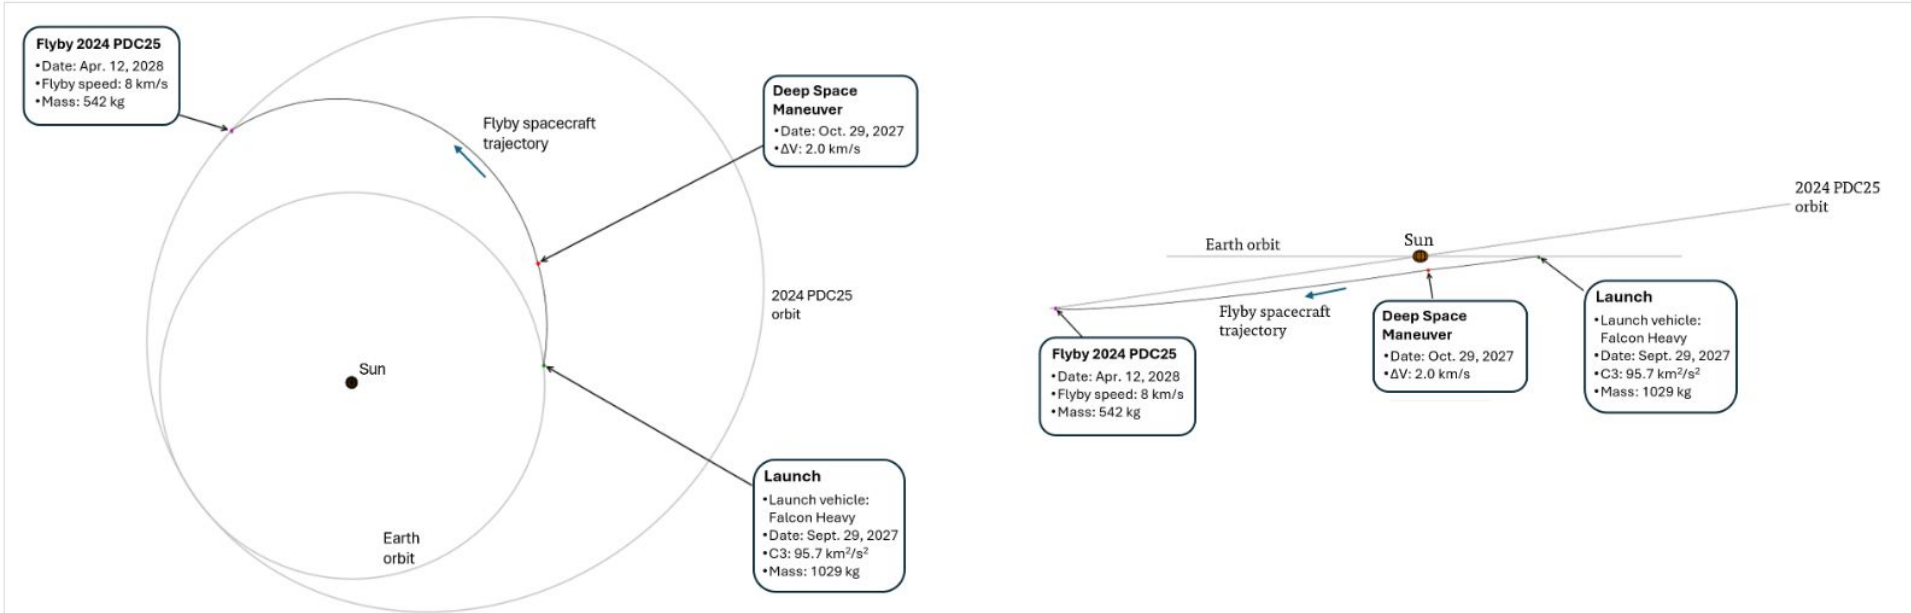 Flyby 2024 PDC25
•Date: Apr. 12, 2028
•Flyby speed: 8 km/s
•Mass: 542 kg
Flyby spacecraft
trajectory
Deep Space
Maneuver
•Date: Oct. 29, 2027
•ΔV: 2.0 km/s
2024 PDC25
orbit
Sun
Earth
orbit
Launch
•Launch vehicle:
Falcon Heavy
•Date: Sept. 29, 2027
•C3: 95.7 km²/s²
•Mass: 1029 kg
2024 PDC25
orbit
Sun
Earth orbit
Flyby spacecraft
trajectory
Flyby 2024 PDC25
•Date: Apr. 12, 2028
•Flyby speed: 8 km/s
•Mass: 542 kg
Deep Space
Maneuver
•Date: Oct. 29, 2027
•ΔV: 2.0 km/s
Launch
•Launch vehicle:
Falcon Heavy
•Date: Sept. 29, 2027
•C3: 95.7 km²/s²
•Mass: 1029 kg